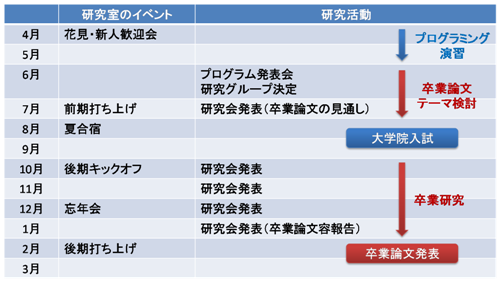 研究室のイベント 研究活動
4月 花見・新人歓迎会
プログラミング
演習
5月
6月 プログラム発表会
研究グループ決定
卒業論文
テーマ検討
7月 前期打ち上げ 研究会発表(卒業論文の見通し)
8月 夏合宿
大学院入試
9月
10月 後期キックオフ 研究会発表
11月 研究会発表
卒業研究
12月 忘年会 研究会発表
1月 研究会発表(卒業論文容報告)
2月 後期打ち上げ 卒業論文発表
3月